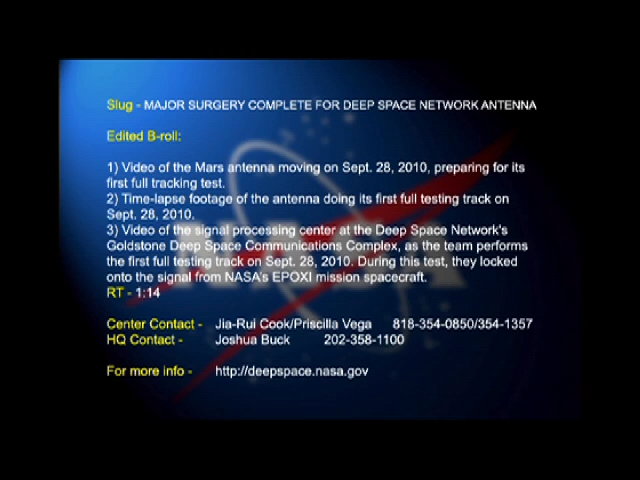 Slug - MAJOR SURGERY COMPLETE FOR DEEP SPACE NETWORK ANTENNA
Edited B-roll:
1) Video of the Mars antenna moving on Sept. 28, 2010, preparing for its
first full tracking test.
2) Time-lapse footage of the antenna doing its first full testing track on
Sept. 28, 2010.
3) Video of the signal processing center at the Deep Space Network's
Goldstone Deep Space Communications Complex, as the team performs
the first full testing track on Sept. 28, 2010. During this test, they locked
onto the signal from NASA's EPOXI mission spacecraft.
RT - 1:14
Center Contact - Jia-Rui Cook/Priscilla Vega 818-354-0850/354-1357
HQ Contact - Joshua Buck 202-358-1100
For more info - http://deepspace.nasa.gov